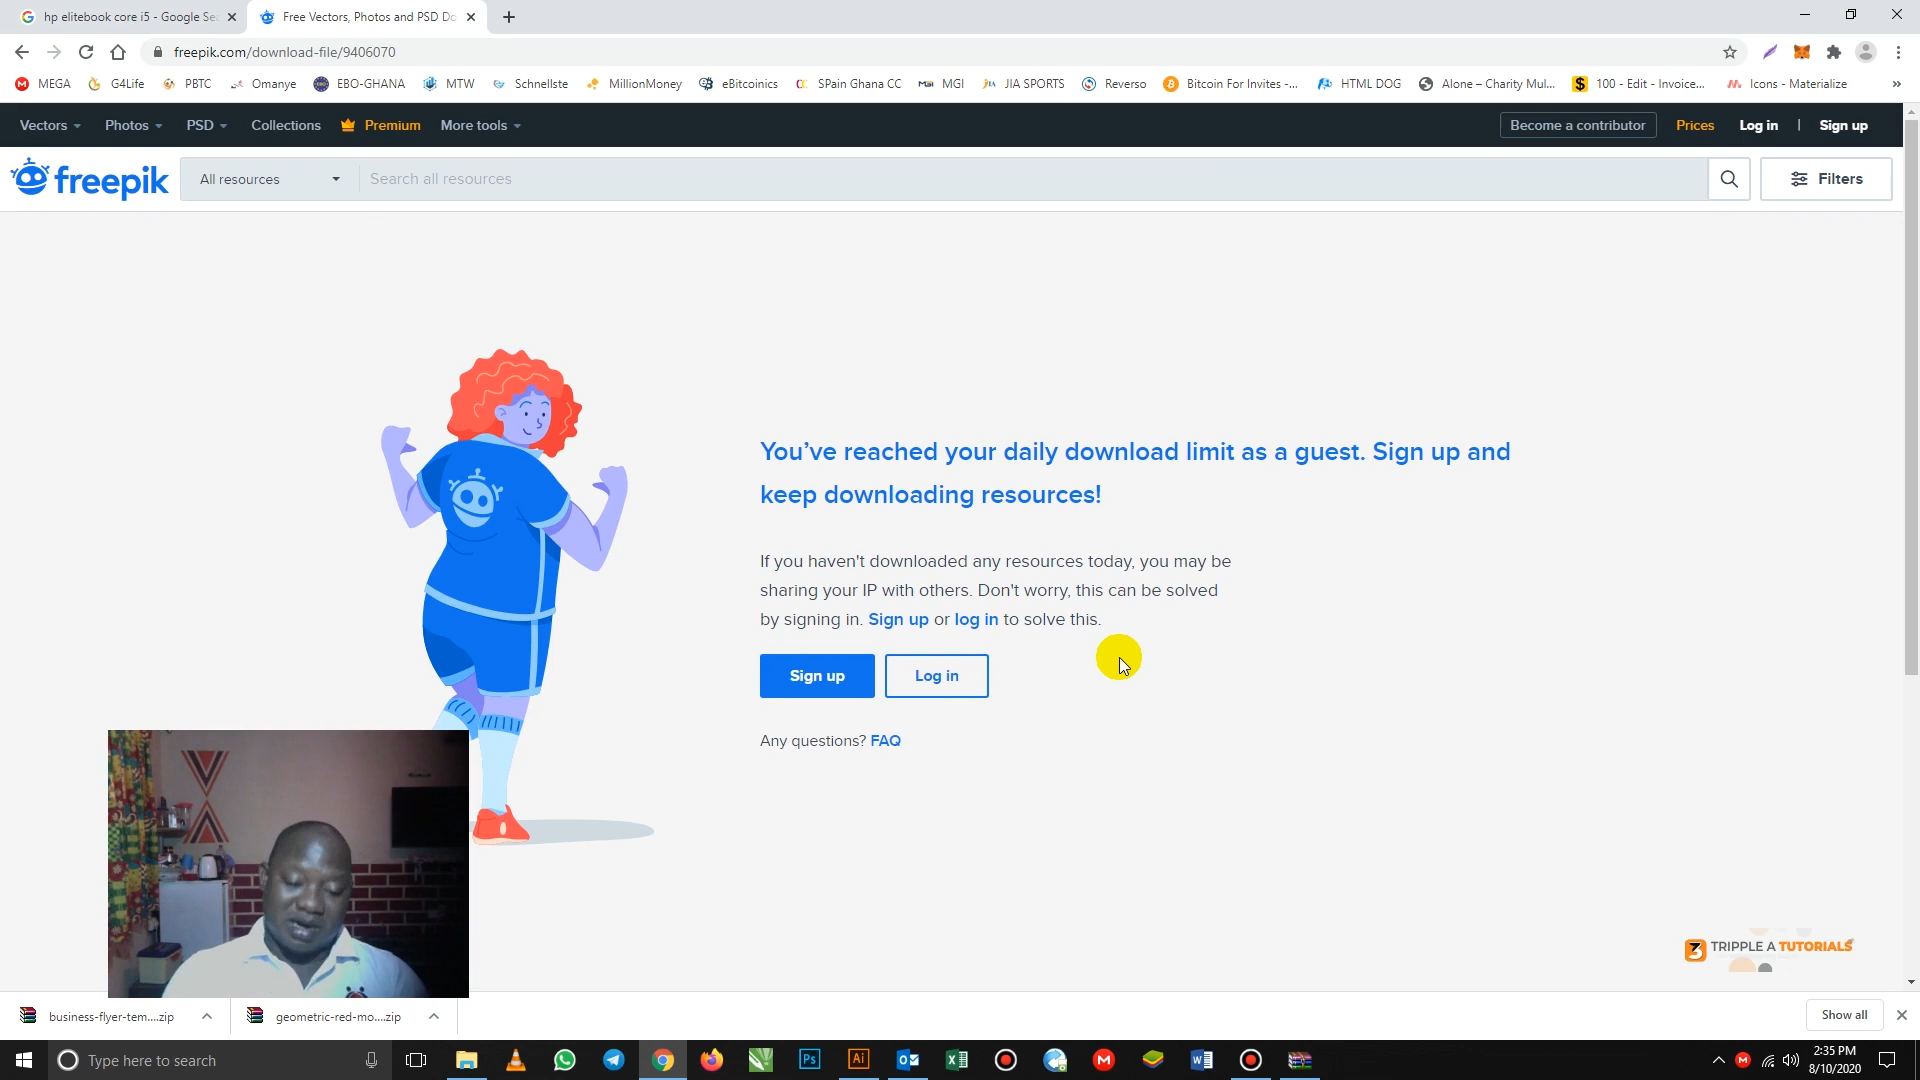 hp elitebook core i5 - Google Se
Free Vectors, Photos and PSD Do
freepik.com/download-file/9406070
MEGA
G4Life
PBTC
Omanye
EBO-GHANA
MTW
Schnellste
MillionMoney
eBitcoinics
SPain Ghana CC
MGI
JIA SPORTS
Reverso
Bitcoin For Invites -...
HTML DOG
Alone – Charity Mul...
100 - Edit - Invoice...
Icons - Materialize
Vectors
Photos
PSD
Collections
Premium
More tools
Become a contributor
Prices
Log in
|
Sign up
freepik
All resources
Search all resources
Filters
You’ve reached your daily download limit as a guest. Sign up and
keep downloading resources!
If you haven't downloaded any resources today, you may be
sharing your IP with others. Don't worry, this can be solved
by signing in. Sign up or log in to solve this.
Sign up
Log in
Any questions? FAQ
3 TRIPPLE A TUTORIALS
business-flyer-tem....zip
geometric-red-mo....zip
Show all
Type here to search
Ps
Ai
2:35 PM
8/10/2020